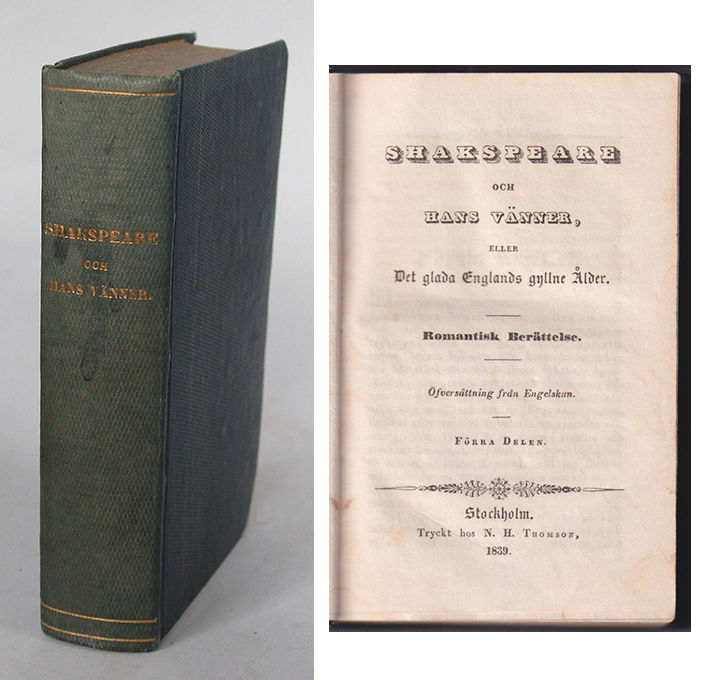 SHAKSPEARE
OCH
HANS VÄNNER.
SHAKSPEARE
OCH
HANS VÄNNER,
ELLER
Det glada Englands gyllne Ålder.
Romantisk Berättelse.
Öfversättning från Engelskan.
FÖRRA DELEN.
Stockholm.
Tryckt hos N. H. THOMSON,
1839.